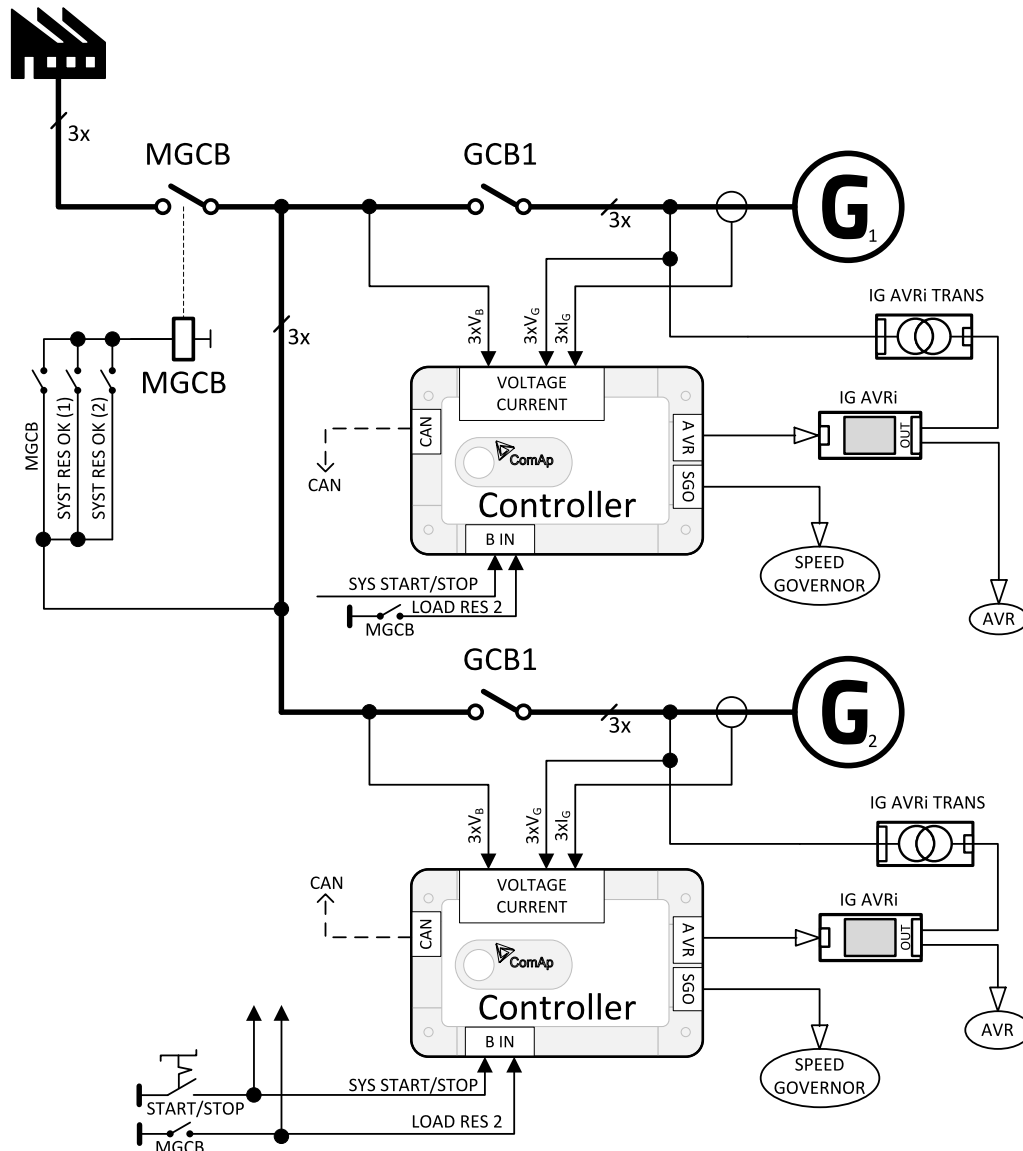 3x
MGCB
GCB1
3x
G1
3x
MGCB
MGCB
SYST RES OK (1)
SYST RES OK (2)
3xVB
3xVG
3xIG
IG AVRi TRANS
VOLTAGE
CURRENT
CAN
CAN
ComAp
Controller
A VR
SGO
B IN
IG AVRi
OUT
SPEED
GOVERNOR
AVR
SYS START/STOP
LOAD RES 2
MGCB
GCB1
3x
G2
3xVB
3xVG
3xIG
IG AVRi TRANS
VOLTAGE
CURRENT
CAN
CAN
ComAp
Controller
A VR
SGO
B IN
IG AVRi
OUT
SPEED
GOVERNOR
AVR
SYS START/STOP
START/STOP
LOAD RES 2
MGCB